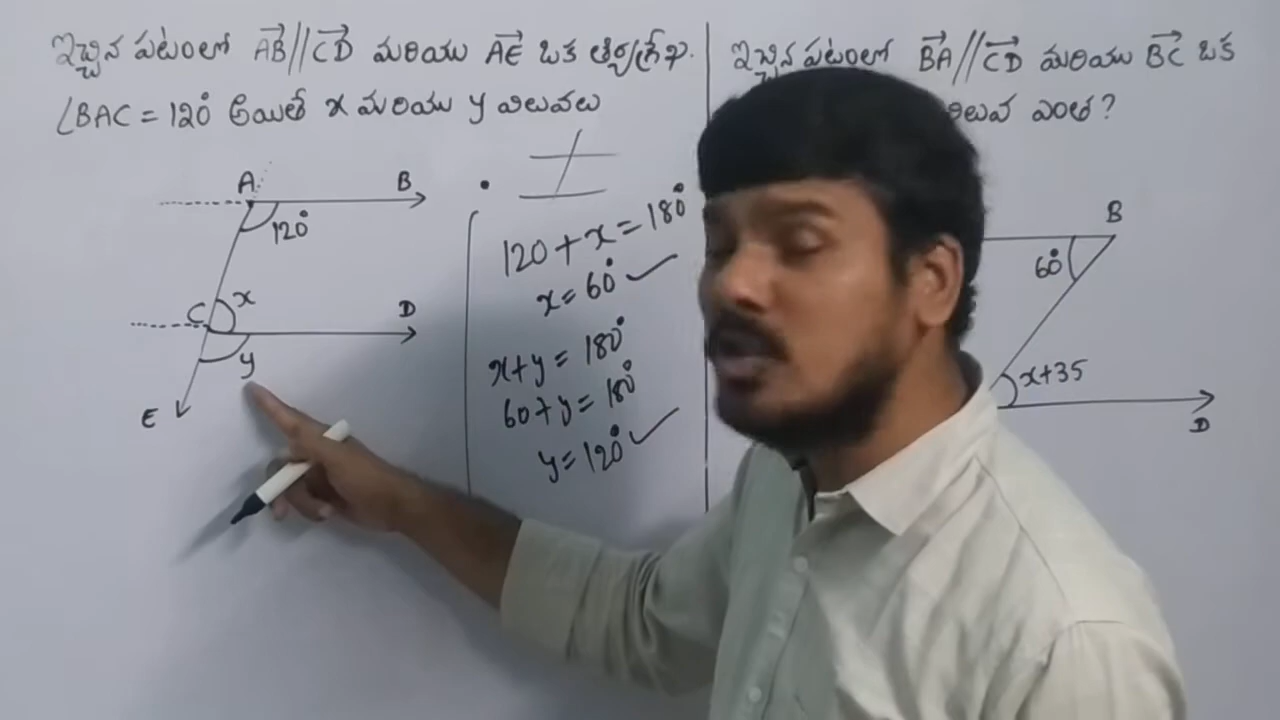 ఇచ్చిన పటంలో AB // CD మరియు AE ఒక తిర్యగ్రేఖ.
∠BAC = 120° అయితే x మరియు y విలువలు
A
B
120°
C
x
D
y
E
120 + x = 180°
x = 60°
x + y = 180°
60 + y = 180°
y = 120°
ఇచ్చిన పటంలో BA // CD మరియు BC ఒక
విలువ ఎంత ?
B
60°
x+35
D